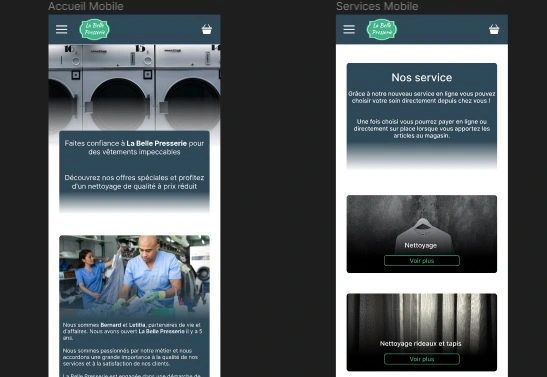 Accueil Mobile
La Belle
Presserie
Faites confiance à La Belle Presserie pour
des vêtements impeccables
Découvrez nos offres spéciales et profitez
d'un nettoyage de qualité à prix réduit
Nous sommes Bernard et Letitia, partenaires de vie et
d'affaires. Nous avons ouvert La Belle Presserie il y a 5
ans.
Nous sommes passionnés par notre métier et nous
accordons une grande importance à la qualité de nos
services et à la satisfaction de nos clients.
La Belle Presserie est engagée dans une démarche de
Services Mobile
La Belle
Presserie
Nos service
Grâce à notre nouveau service en ligne vous pouvez
choisir votre soin directement depuis chez vous !
Une fois choisi vous pourrez payer en ligne ou
directement sur place lorsque vous apportez les
articles au magasin.
Nettoyage
Voir plus
Nettoyage rideaux et tapis
Voir plus